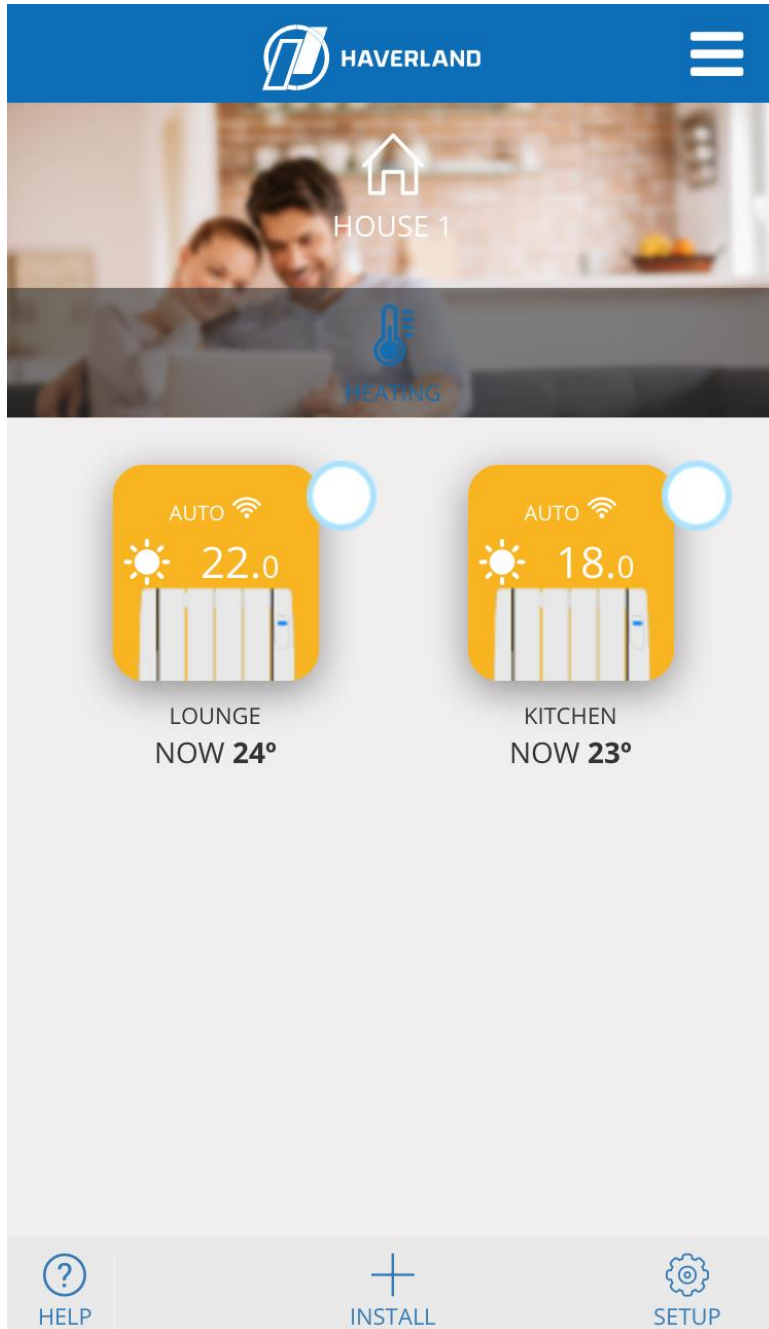 HAVERLAND
HOUSE 1
HEATING
AUTO
22.0
AUTO
18.0
LOUNGE
NOW 24º
KITCHEN
NOW 23º
?
HELP
INSTALL
SETUP